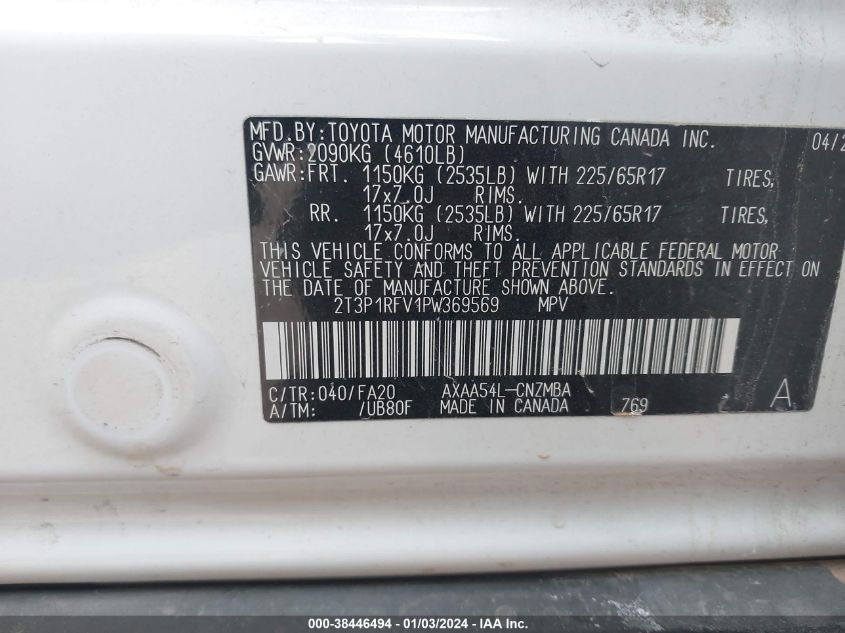 MFD.BY:TOYOTA MOTOR MANUFACTURING CANADA INC. 04/2
GVWR:2090KG (4610LB)
GAWR:FRT. 1150KG (2535LB) WITH 225/65R17 TIRES,
17x7.0J RIMS.
RR. 1150KG (2535LB) WITH 225/65R17 TIRES,
17x7.0J RIMS.
THIS VEHICLE CONFORMS TO ALL APPLICABLE FEDERAL MOTOR
VEHICLE SAFETY AND THEFT PREVENTION STANDARDS IN EFFECT ON
THE DATE OF MANUFACTURE SHOWN ABOVE.
2T3P1RFV1PW369569 MPV
C/TR:040/FA20 AXAA54L-CNZMBA A
A/TM: /UB80F MADE IN CANADA 769
000-38446494 - 01/03/2024 - IAA Inc.